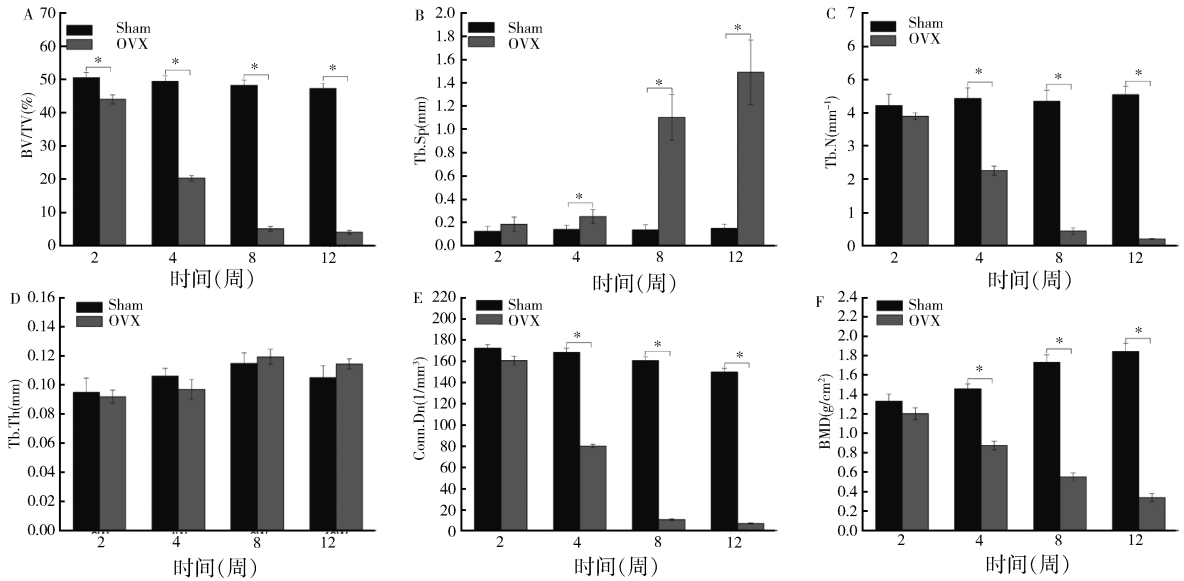 A
70
60
50
40
30
20
10
0
BV/TV(%)
Sham
OVX
* * * *
2 4 8 12
时间(周)
B
2.0
1.8
1.6
1.4
1.2
1.0
0.8
0.6
0.4
0.2
0.0
Tb.Sp(mm)
Sham
OVX
* * *
2 4 8 12
时间(周)
C
7
6
6
4
2
2
0
Tb.N(mm⁻¹)
Sham
OVX
* * *
2 4 8 12
时间(周)
D
0.16
0.14
0.12
0.10
0.08
0.06
0.04
0.02
0.00
Tb.Th(mm)
Sham
OVX
2 4 8 12
时间(周)
E
220
200
180
160
140
120
100
80
60
40
20
0
Conn.Dn(1/mm³)
Sham
OVX
* * *
2 4 8 12
时间(周)
F
2.4
2.2
2.0
1.8
1.6
1.4
1.2
1.0
0.8
0.6
0.4
0.2
0.0
BMD(g/cm²)
Sham
OVX
* * *
2 4 8 12
时间(周)